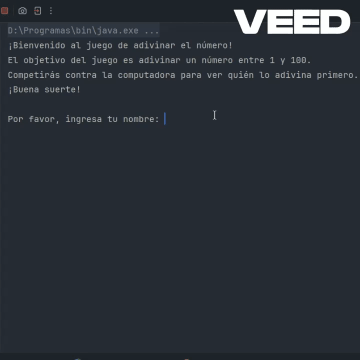 VEED
D:\Programas\bin\java.exe ...
¡Bienvenido al juego de adivinar el número!
El objetivo del juego es adivinar un número entre 1 y 100.
Competirás contra la computadora para ver quién lo adivina primero.
¡Buena suerte!
Por favor, ingresa tu nombre: